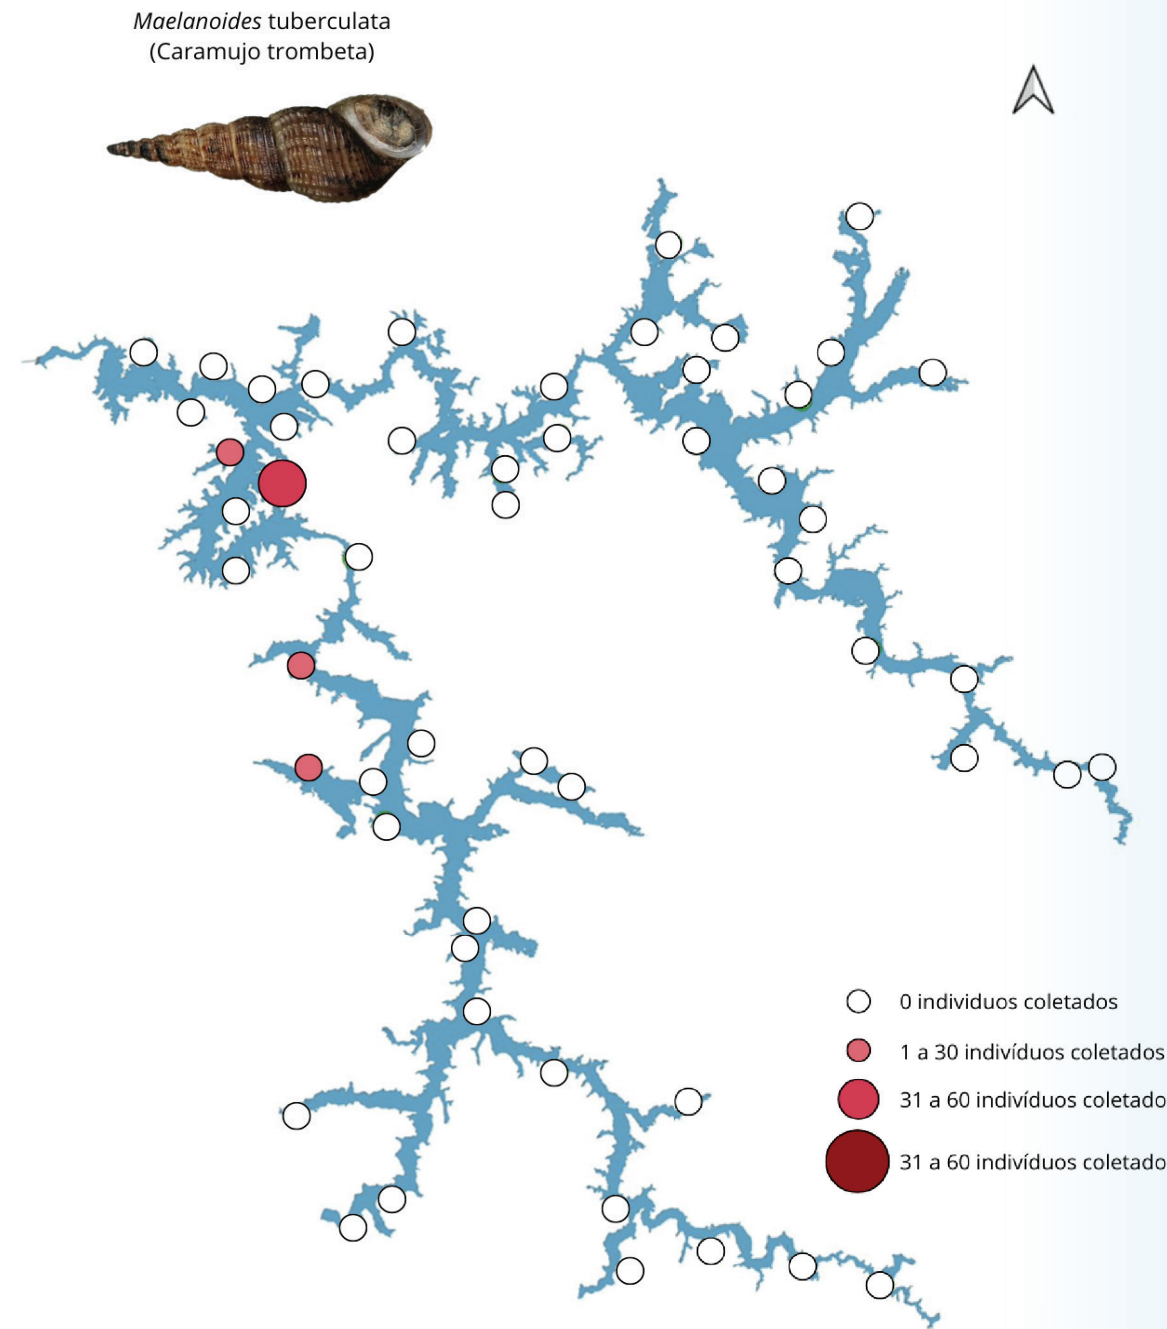 Maelanoides tuberculata
(Caramujo trombeta)
0 individuos coletados
1 a 30 indivíduos coletados
31 a 60 indivíduos coletado
31 a 60 indivíduos coletado